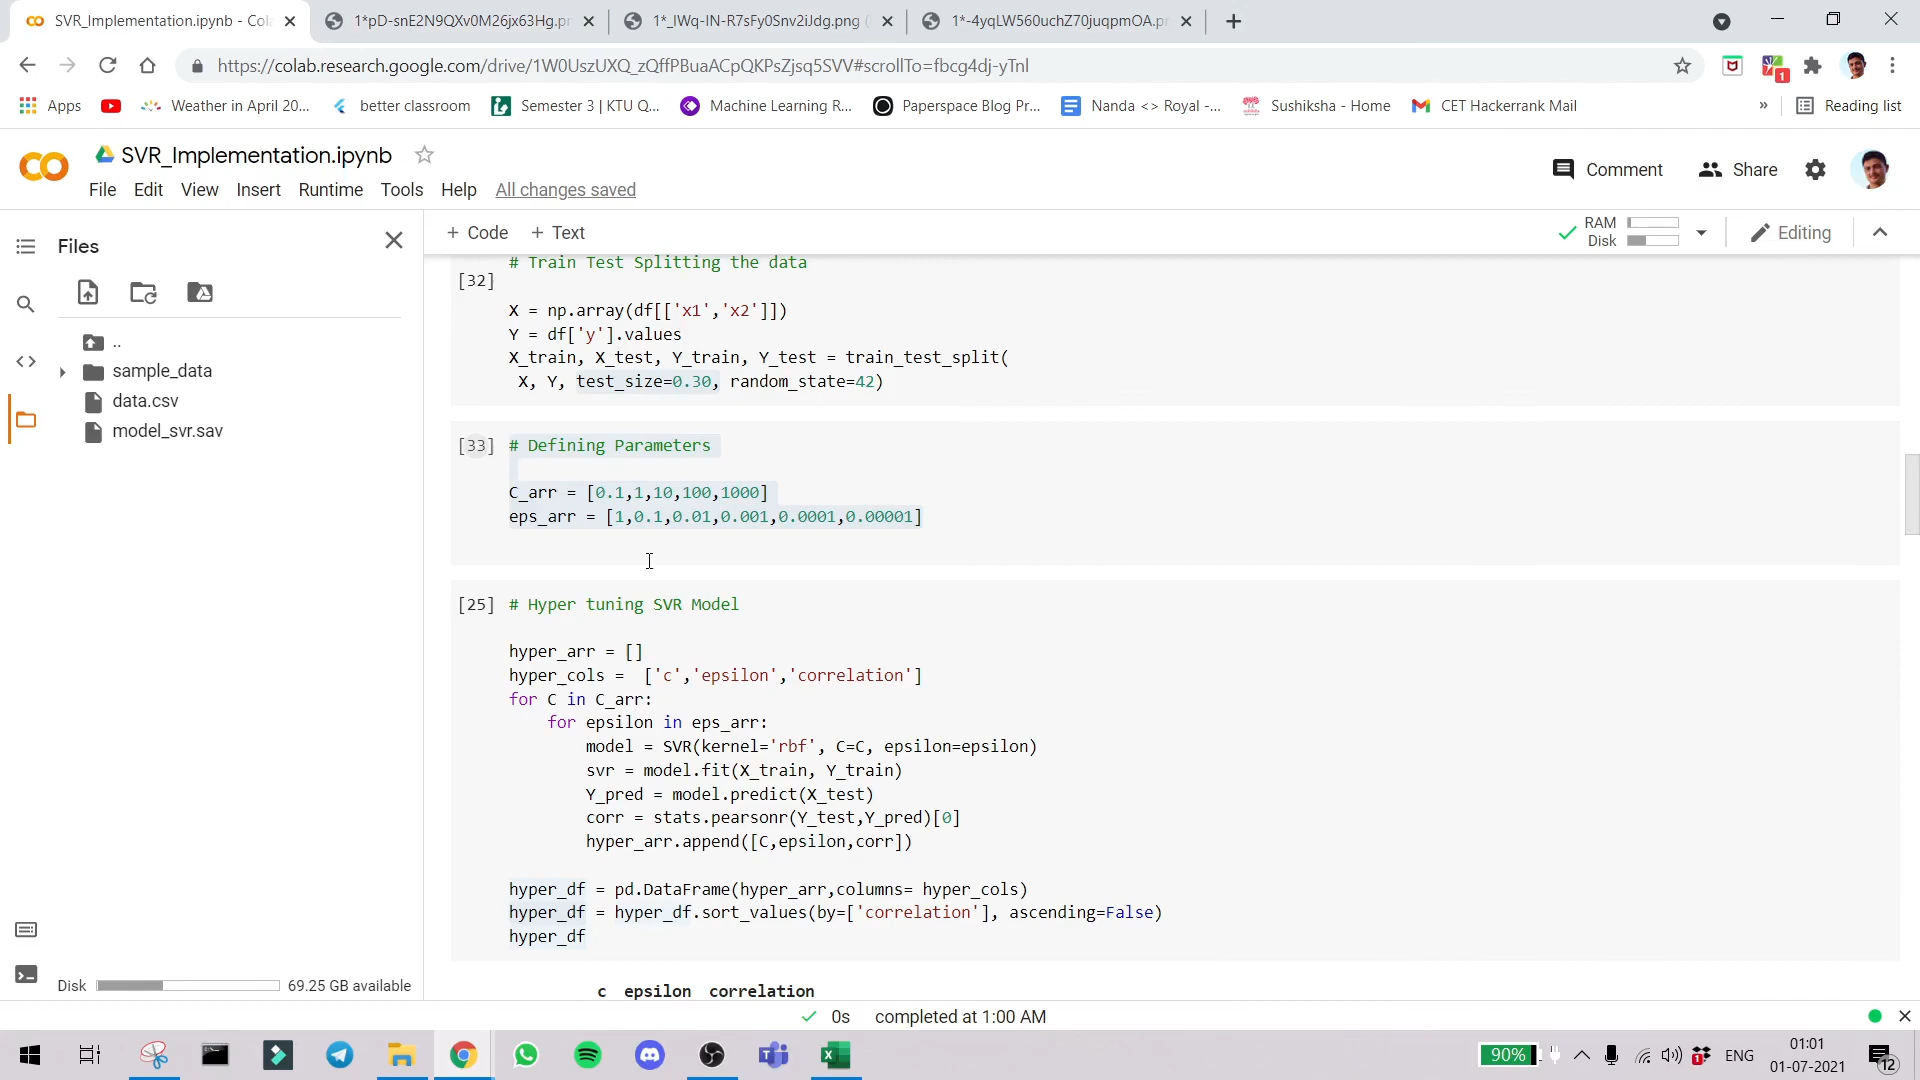 SVR_Implementation.ipynb - Cola
1*pD-snE2N9QXv0M26jx63Hg.pn
1*_IWq-IN-R7sFy0Snv2iJdg.png (
1*-4yqLW560uchZ70juqpmOA.pn
https://colab.research.google.com/drive/1W0UszUXQ_zQffPBuaACpQKPsZjsq5SVV#scrollTo=fbcg4dj-yTnl
1
Apps
Weather in April 20...
better classroom
Semester 3 | KTU Q...
Machine Learning R...
Paperspace Blog Pr...
Nanda <> Royal -...
Sushiksha - Home
CET Hackerrank Mail
»
Reading list
SVR_Implementation.ipynb
Comment
Share
File Edit View Insert Runtime Tools Help All changes saved
Files
+ Code + Text
RAM
Disk
Editing
..
sample_data
data.csv
model_svr.sav
Disk 69.25 GB available
# Train Test Splitting the data
[32]
X = np.array(df[['x1','x2']])
Y = df['y'].values
X_train, X_test, Y_train, Y_test = train_test_split(
X, Y, test_size=0.30, random_state=42)
[33] # Defining Parameters
C_arr = [0.1,1,10,100,1000]
eps_arr = [1,0.1,0.01,0.001,0.0001,0.00001]
[25] # Hyper tuning SVR Model
hyper_arr = []
hyper_cols = ['c','epsilon','correlation']
for C in C_arr:
for epsilon in eps_arr:
model = SVR(kernel='rbf', C=C, epsilon=epsilon)
svr = model.fit(X_train, Y_train)
Y_pred = model.predict(X_test)
corr = stats.pearsonr(Y_test,Y_pred)[0]
hyper_arr.append([C,epsilon,corr])
hyper_df = pd.DataFrame(hyper_arr,columns= hyper_cols)
hyper_df = hyper_df.sort_values(by=['correlation'], ascending=False)
hyper_df
c epsilon correlation
0s completed at 1:00 AM
90%
ENG
01:01
01-07-2021
12